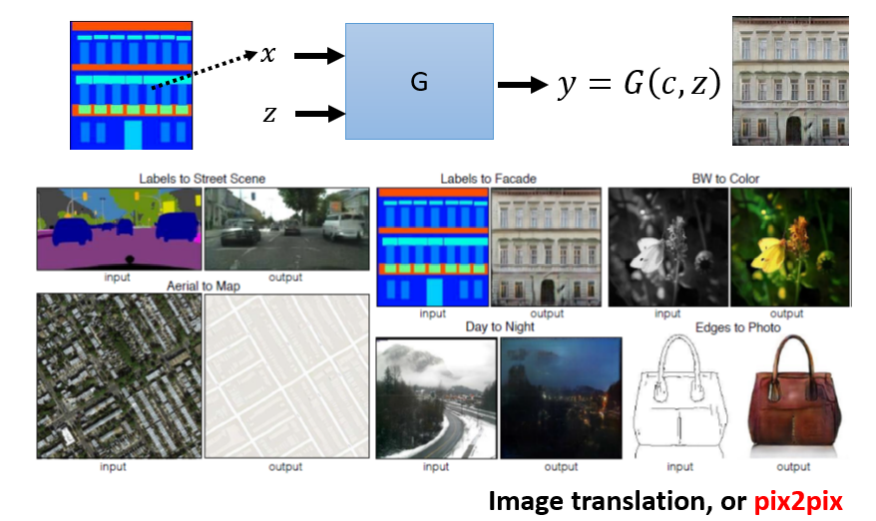 x
G
y = G(c, z)
z
Labels to Street Scene
input
output
Labels to Facade
input
output
BW to Color
input
output
Aerial to Map
input
output
Day to Night
input
output
Edges to Photo
input
output
Image translation, or pix2pix